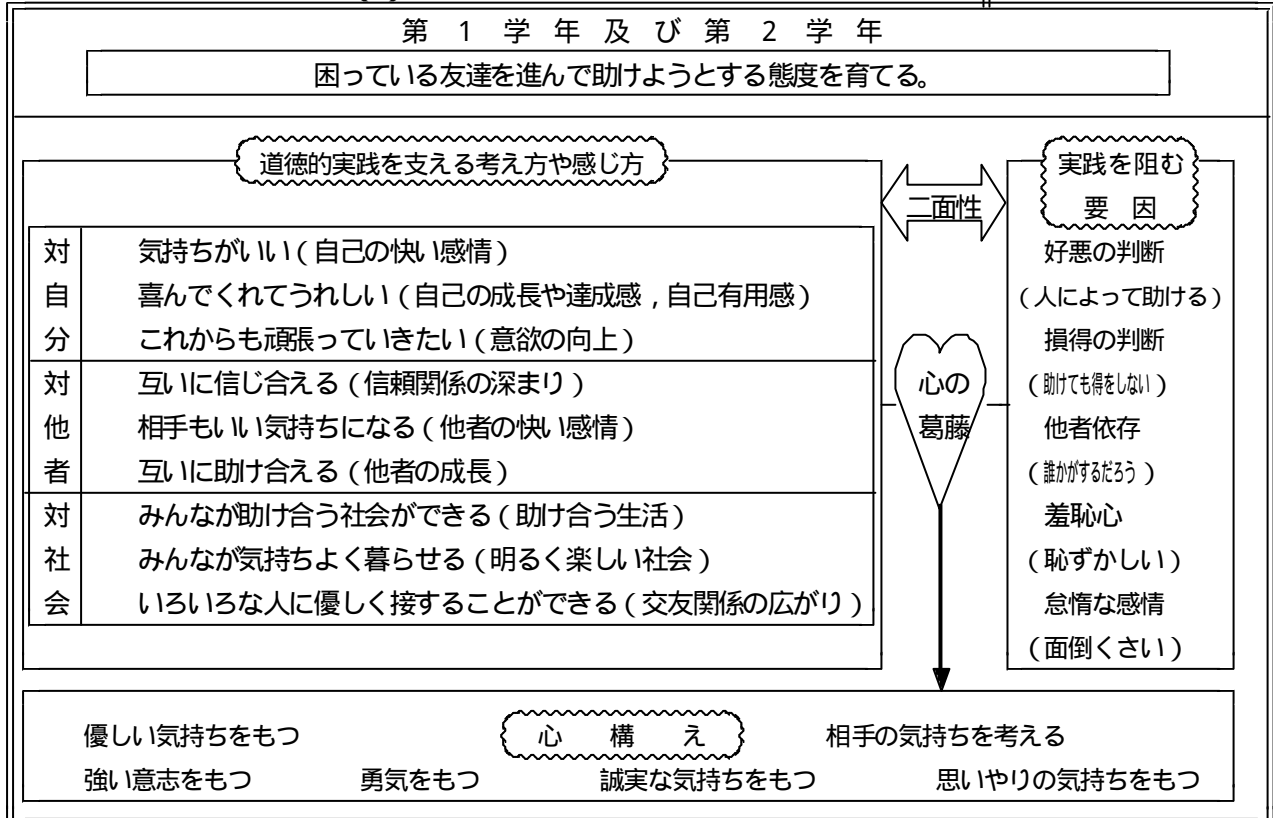 第１学年及び第２学年
困っている友達を進んで助けようとする態度を育てる。
道徳的実践を支える考え方や感じ方
二面性
実践を阻む
要因
対自分
気持ちがいい（自己の快い感情）
喜んでくれてうれしい（自己の成長や達成感，自己有用感）
これからも頑張っていきたい（意欲の向上）
対他者
互いに信じ合える（信頼関係の深まり）
相手もいい気持ちになる（他者の快い感情）
互いに助け合える（他者の成長）
対社会
みんなが助け合う社会ができる（助け合う生活）
みんなが気持ちよく暮らせる（明るく楽しい社会）
いろいろな人に優しく接することができる（交友関係の広がり）
心の
葛藤
好悪の判断
（人によって助ける）
損得の判断
（助けても得をしない）
他者依存
（誰かがするだろう）
羞恥心
（恥ずかしい）
怠惰な感情
（面倒くさい）
優しい気持ちをもつ
心構え
相手の気持ちを考える
強い意志をもつ　勇気をもつ　誠実な気持ちをもつ　思いやりの気持ちをもつ